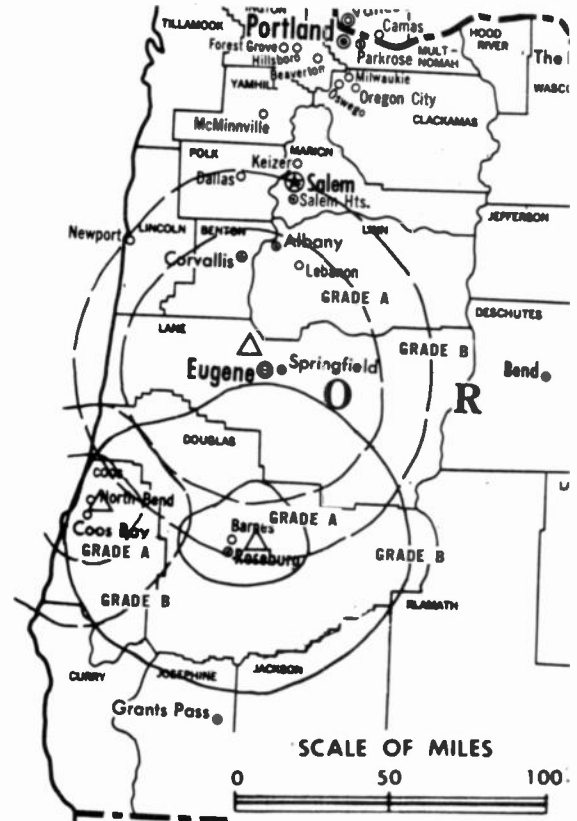 TILLAMOOK
Portland
Camas
HOOD
RIVER
Forest Grove
Hillsboro
Beaverton
Parkrose
MULT-
NOMAH
The
WASC
YAMHILL
Milwaukie
Oswego
Oregon City
CLACKAMAS
McMinnville
POLK
MARION
Keizer
Dallas
Salem
Salem Hts.
JEFFERSON
Newport
LINCOLN
BENTON
LINN
Albany
Corvallis
Lebanon
GRADE A
DESCHUTES
LANE
GRADE B
Eugene
Springfield
O
R
Bend
DOUGLAS
COOS
North Bend
Coos Bay
GRADE A
GRADE A
Barnes
Roseburg
GRADE B
GRADE B
KLAMATH
CURRY
JOSEPHINE
JACKSON
Grants Pass
SCALE OF MILES
0 50 100